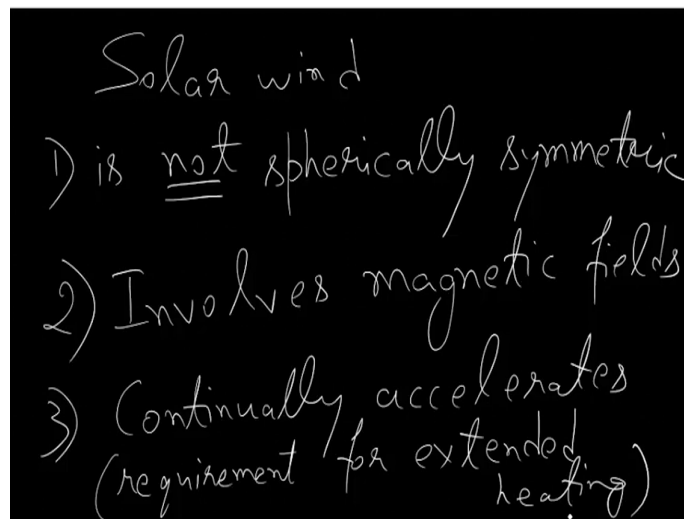 Solar wind
1) is not spherically symmetric
2) Involves magnetic fields
3) Continually accelerates
(requirement for extended
heating)